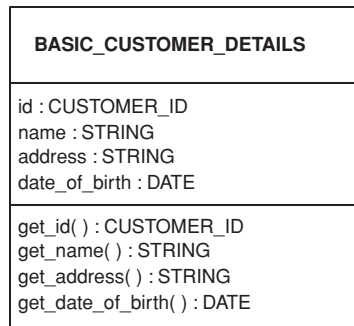 BASIC_CUSTOMER_DETAILS
id : CUSTOMER_ID
name : STRING
address : STRING
date_of_birth : DATE
get_id( ) : CUSTOMER_ID
get_name( ) : STRING
get_address( ) : STRING
get_date_of_birth( ) : DATE